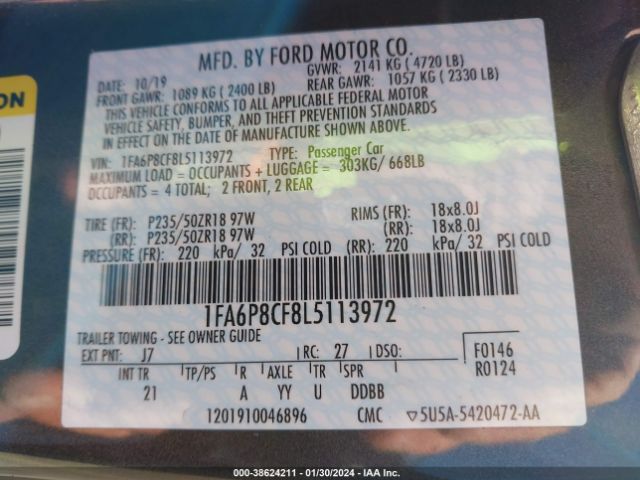 MFD. BY FORD MOTOR CO.
DATE: 10/19 GVWR: 2141 KG ( 4720 LB)
FRONT GAWR: 1089 KG ( 2400 LB) REAR GAWR: 1057 KG ( 2330 LB)
THIS VEHICLE CONFORMS TO ALL APPLICABLE FEDERAL MOTOR
VEHICLE SAFETY, BUMPER, AND THEFT PREVENTION STANDARDS
IN EFFECT ON THE DATE OF MANUFACTURE SHOWN ABOVE.
VIN: 1FA6P8CF8L5113972 TYPE: Passenger Car
MAXIMUM LOAD = OCCUPANTS + LUGGAGE = 303KG/ 668LB
OCCUPANTS = 4 TOTAL; 2 FRONT, 2 REAR
TIRE (FR): P235/50ZR18 97W RIMS (FR): 18x8.0J
(RR): P235/50ZR18 97W (RR): 18x8.0J
PRESSURE (FR): 220 kPa/ 32 PSI COLD (RR): 220 kPa/ 32 PSI COLD
1FA6P8CF8L5113972
TRAILER TOWING - SEE OWNER GUIDE
EXT PNT: J7 RC: 27 DSO: F0146
R0124
INT TR TP/PS R AXLE TR SPR
21 A YY U DDBB
1201910046896 CMC ▽5U5A-5420472-AA
ON
000-38624211 - 01/30/2024 - IAA Inc.